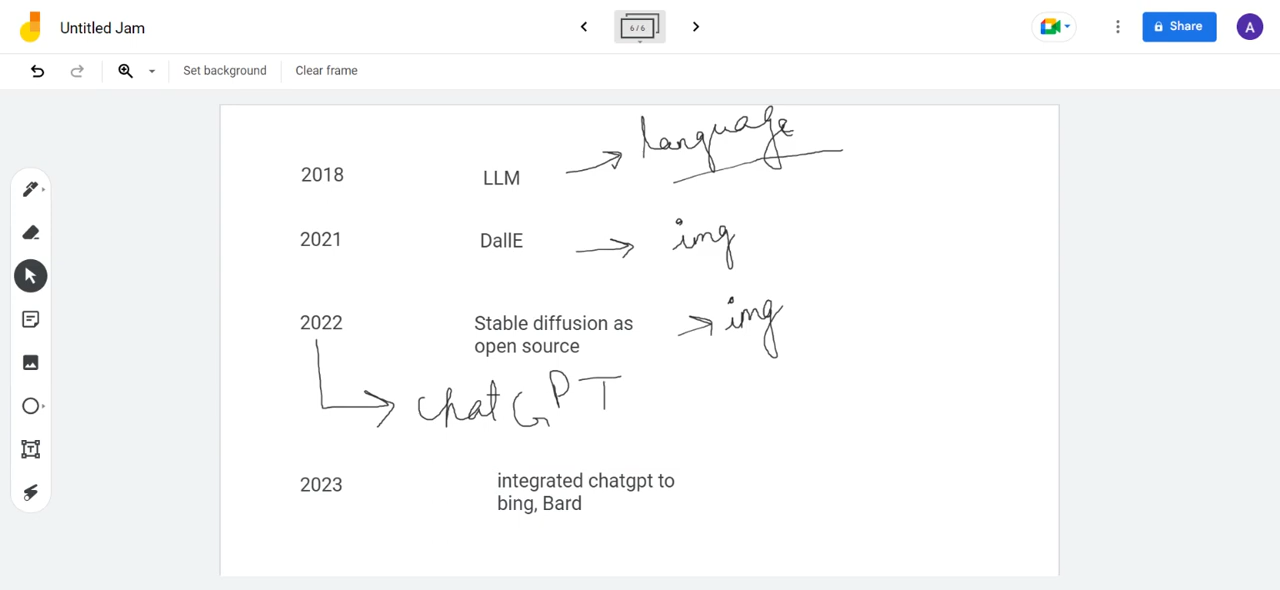 Untitled Jam
6/6
Share
A
Set background
Clear frame
2018 LLM → language
2021 DallE → img
2022 Stable diffusion as → img
open source
→ chatGPT
2023 integrated chatgpt to
bing, Bard